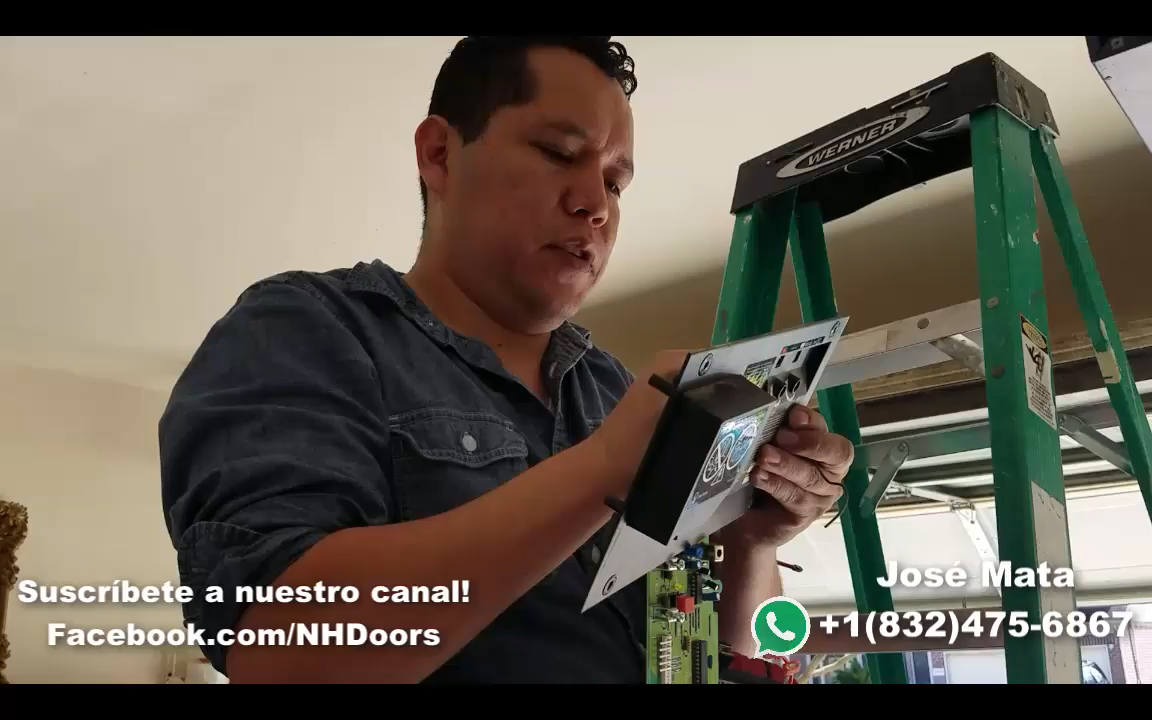 WERNER
Suscríbete a nuestro canal!
Facebook.com/NHDoors
José Mata
+1(832)475-6867